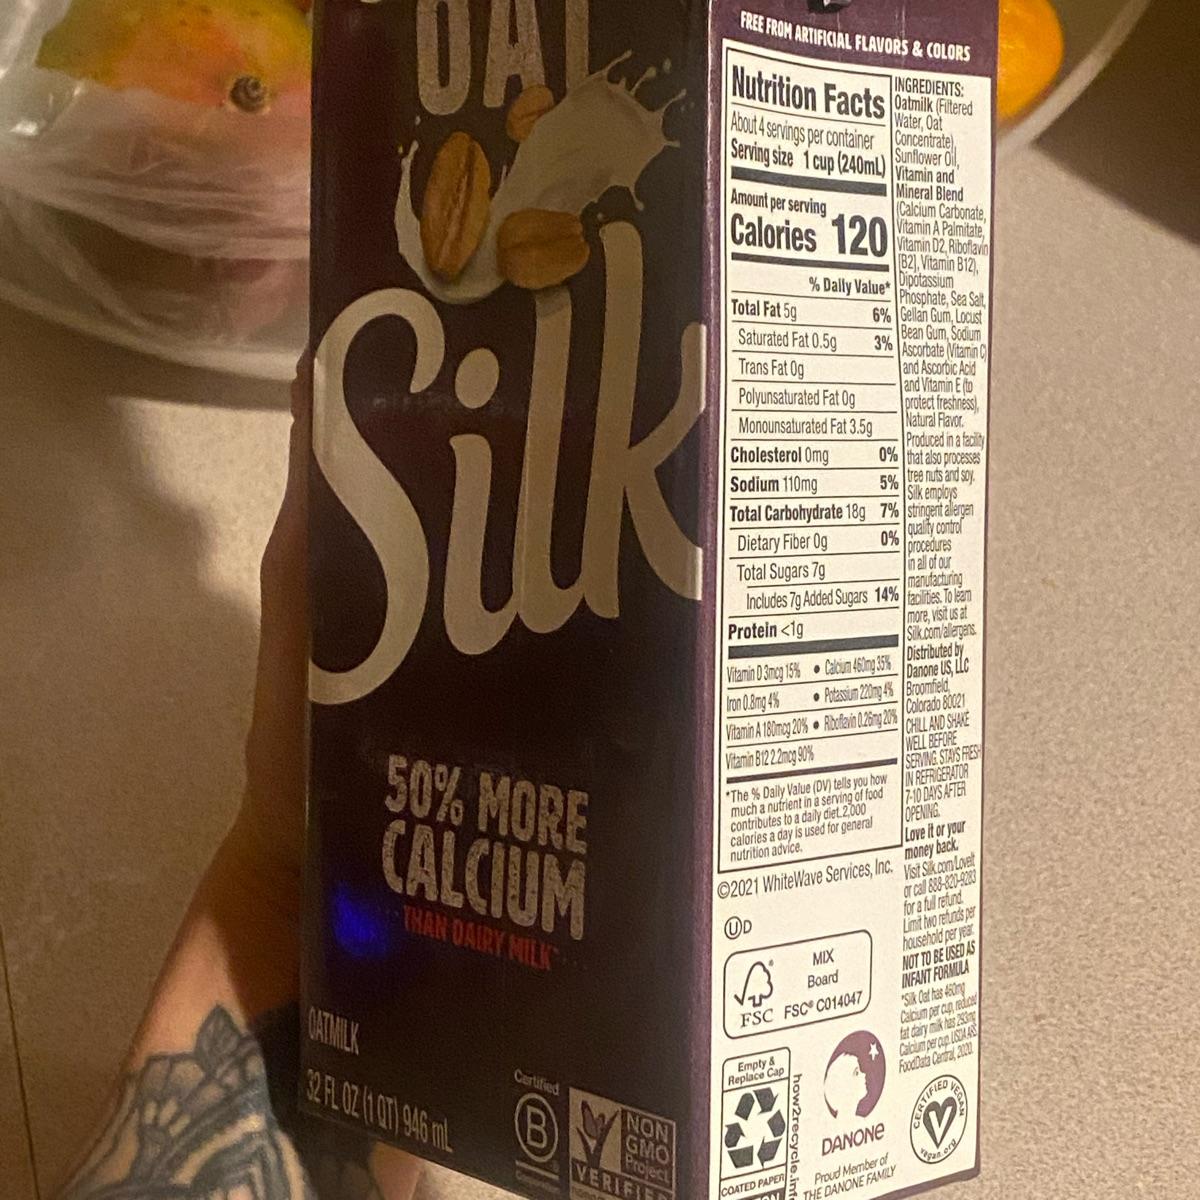 OAT
Silk
50% MORE
CALCIUM
THAN DAIRY MILK*
OATMILK
32 FL OZ (1 QT) 946 mL
Certified
B
NON
GMO
Project
VERIFIED
FREE FROM ARTIFICIAL FLAVORS & COLORS
Nutrition Facts
About 4 servings per container
Serving size 1 cup (240mL)
Amount per serving
Calories 120
% Daily Value*
Total Fat 5g 6%
Saturated Fat 0.5g 3%
Trans Fat 0g
Polyunsaturated Fat 0g
Monounsaturated Fat 3.5g
Cholesterol 0mg 0%
Sodium 110mg 5%
Total Carbohydrate 18g 7%
Dietary Fiber 0g 0%
Total Sugars 7g
Includes 7g Added Sugars 14%
Protein <1g
Vitamin D 3mcg 15% • Calcium 460mg 35%
Iron 0.8mg 4% • Potassium 220mg 4%
Vitamin A 180mcg 20% • Riboflavin 0.26mg 20%
Vitamin B12 2.2mcg 90%
*The % Daily Value (DV) tells you how
much a nutrient in a serving of food
contributes to a daily diet. 2,000
calories a day is used for general
nutrition advice.
©2021 WhiteWave Services, Inc.
UD
FSC
MIX
Board
FSC® C014047
Empty &
Replace Cap
COATED PAPER
how2recycle.inf
DANONE
Proud Member of
THE DANONE FAMILY
INGREDIENTS:
Oatmilk (Filtered
Water, Oat
Concentrate),
Sunflower Oil,
Vitamin and
Mineral Blend
(Calcium Carbonate,
Vitamin A Palmitate,
Vitamin D2, Riboflavin
[B2], Vitamin B12),
Dipotassium
Phosphate, Sea Salt,
Gellan Gum, Locust
Bean Gum, Sodium
Ascorbate (Vitamin C)
and Ascorbic Acid
and Vitamin E (to
protect freshness),
Natural Flavor.
Produced in a facility
that also processes
tree nuts and soy.
Silk employs
stringent allergen
quality control
procedures
in all of our
manufacturing
facilities. To learn
more, visit us at
Silk.com/allergens.
Distributed by
Danone US, LLC
Broomfield,
Colorado 80021
CHILL AND SHAKE
WELL BEFORE
SERVING. STAYS FRESH
IN REFRIGERATOR
7-10 DAYS AFTER
OPENING.
Love it or your
money back.
Visit Silk.com/LoveIt
or call 888-820-9283
for a full refund.
Limit two refunds per
household per year.
NOT TO BE USED AS
INFANT FORMULA
*Silk Oat has 460mg
Calcium per cup, reduced
fat dairy milk has 293mg
Calcium per cup. USDA ARS
FoodData Central, 2020.
CERTIFIED VEGAN
vegan.org